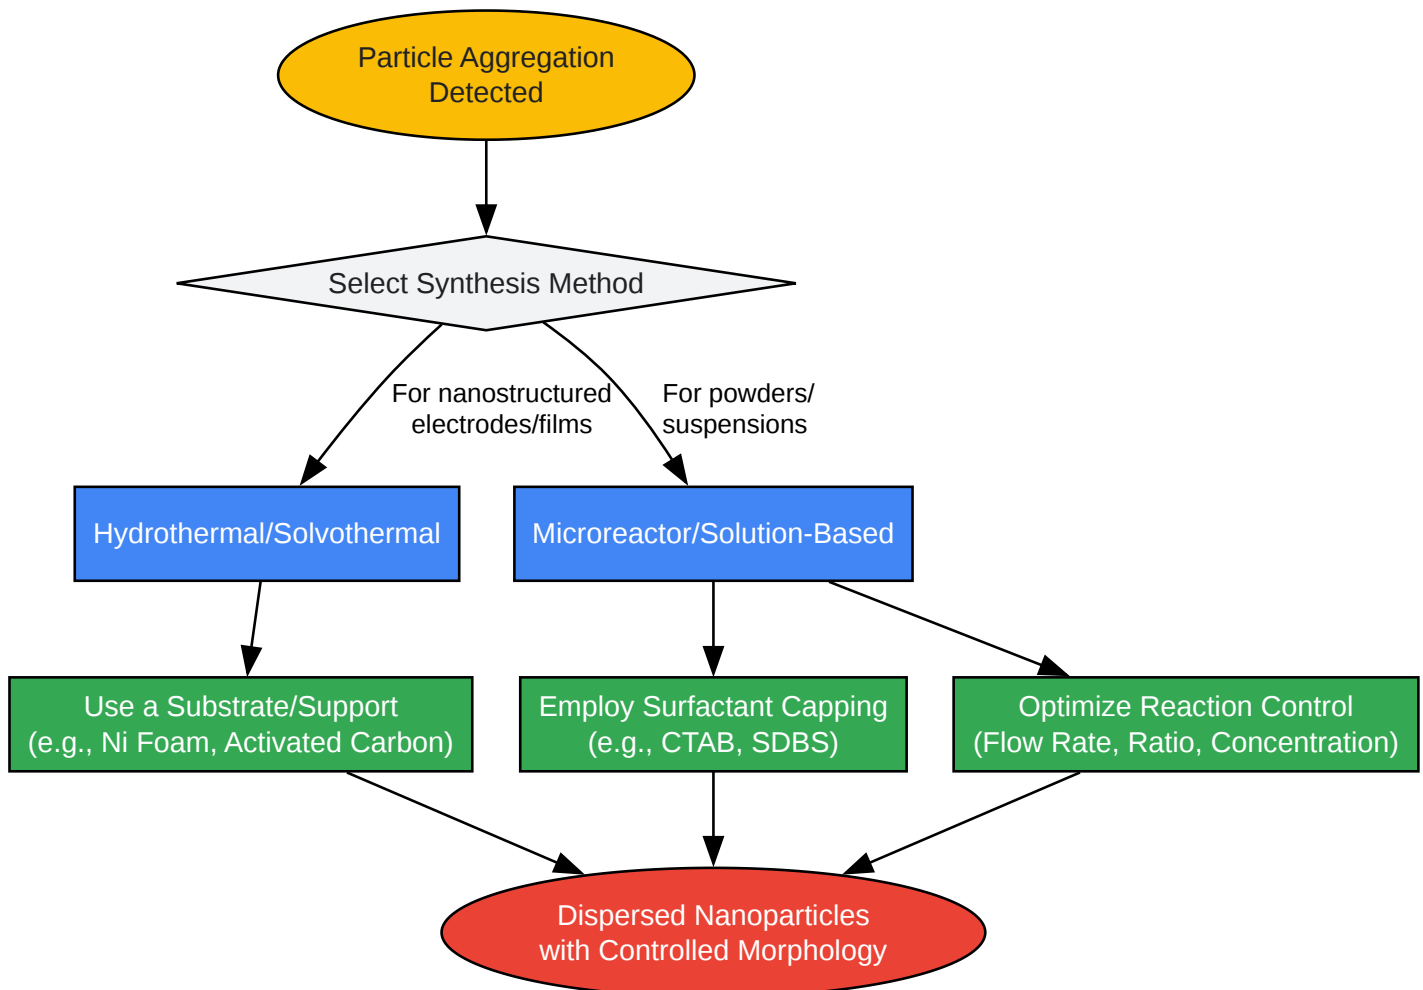 Particle Aggregation
Detected
Select Synthesis Method
For nanostructured
electrodes/films
For powders/
suspensions
Hydrothermal/Solvothermal
Microreactor/Solution-Based
Use a Substrate/Support
(e.g., Ni Foam, Activated Carbon)
Employ Surfactant Capping
(e.g., CTAB, SDBS)
Optimize Reaction Control
(Flow Rate, Ratio, Concentration)
Dispersed Nanoparticles
with Controlled Morphology